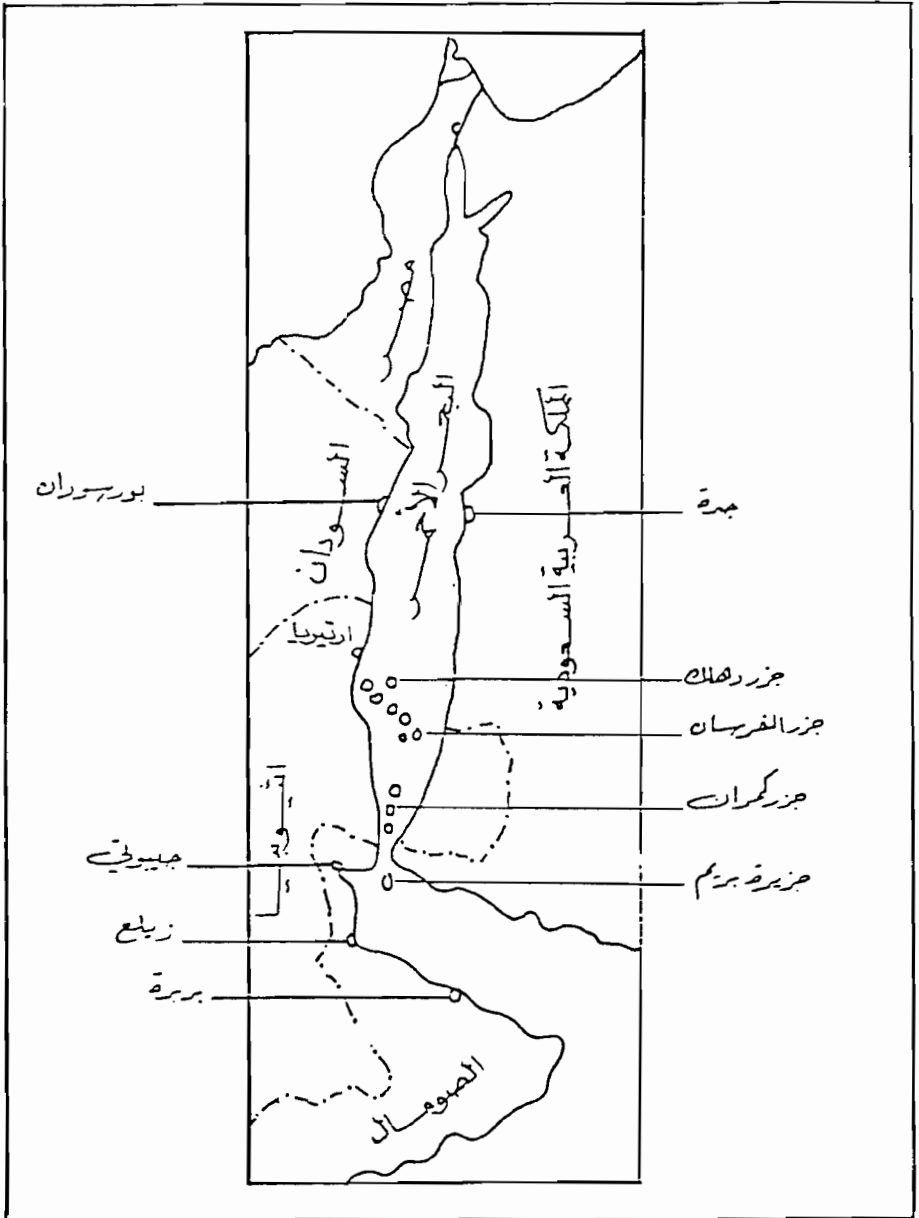 مصر
البحر الأحمر
المملكة العربية السعودية
السودان
بورسودان
جدة
ارتيريا
جزر دهلك
جزر الفرسان
جزر كمران
جيبوتي
جزيرة بريم
زيلع
بربرة
الصومال